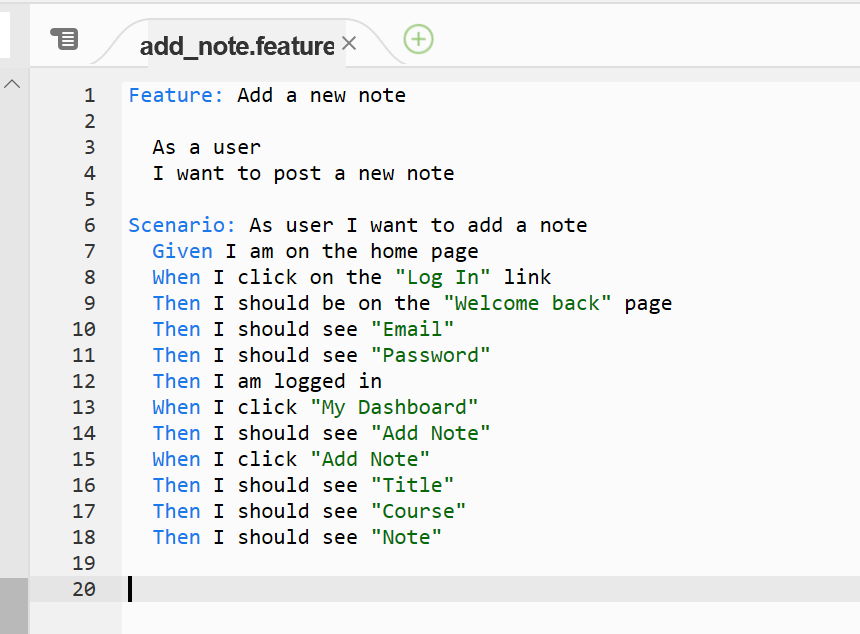 add_note.feature
1 Feature: Add a new note
2
3 As a user
4 I want to post a new note
5
6 Scenario: As user I want to add a note
7 Given I am on the home page
8 When I click on the "Log In" link
9 Then I should be on the "Welcome back" page
10 Then I should see "Email"
11 Then I should see "Password"
12 Then I am logged in
13 When I click "My Dashboard"
14 Then I should see "Add Note"
15 When I click "Add Note"
16 Then I should see "Title"
17 Then I should see "Course"
18 Then I should see "Note"
19
20